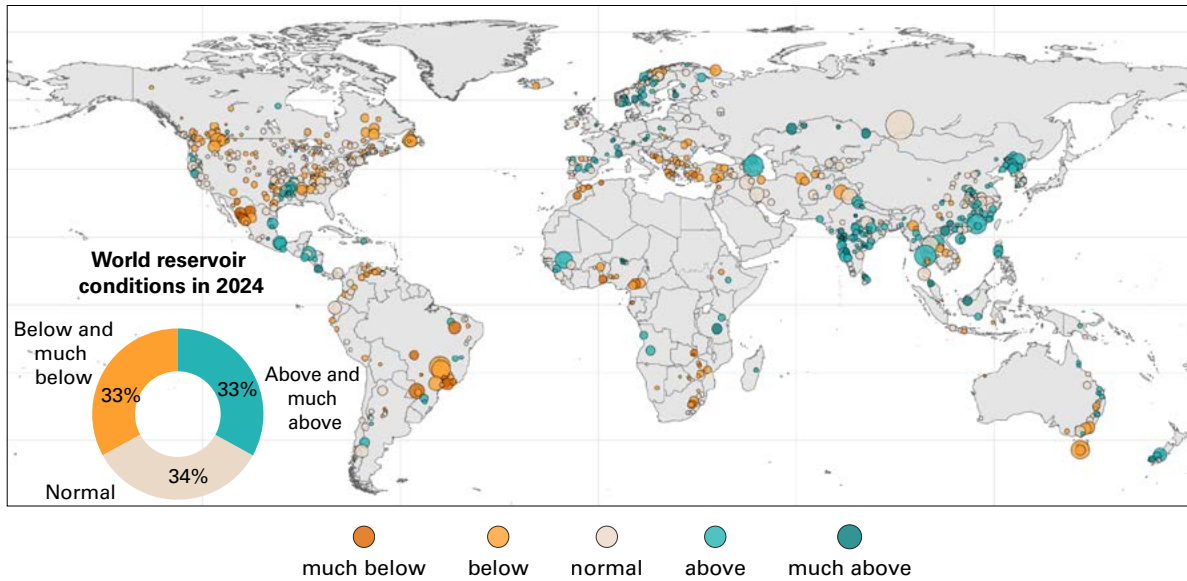 World reservoir
conditions in 2024
Below and
much
below
33%
33%
Above and
much
above
34%
Normal
much below
below
normal
above
much above